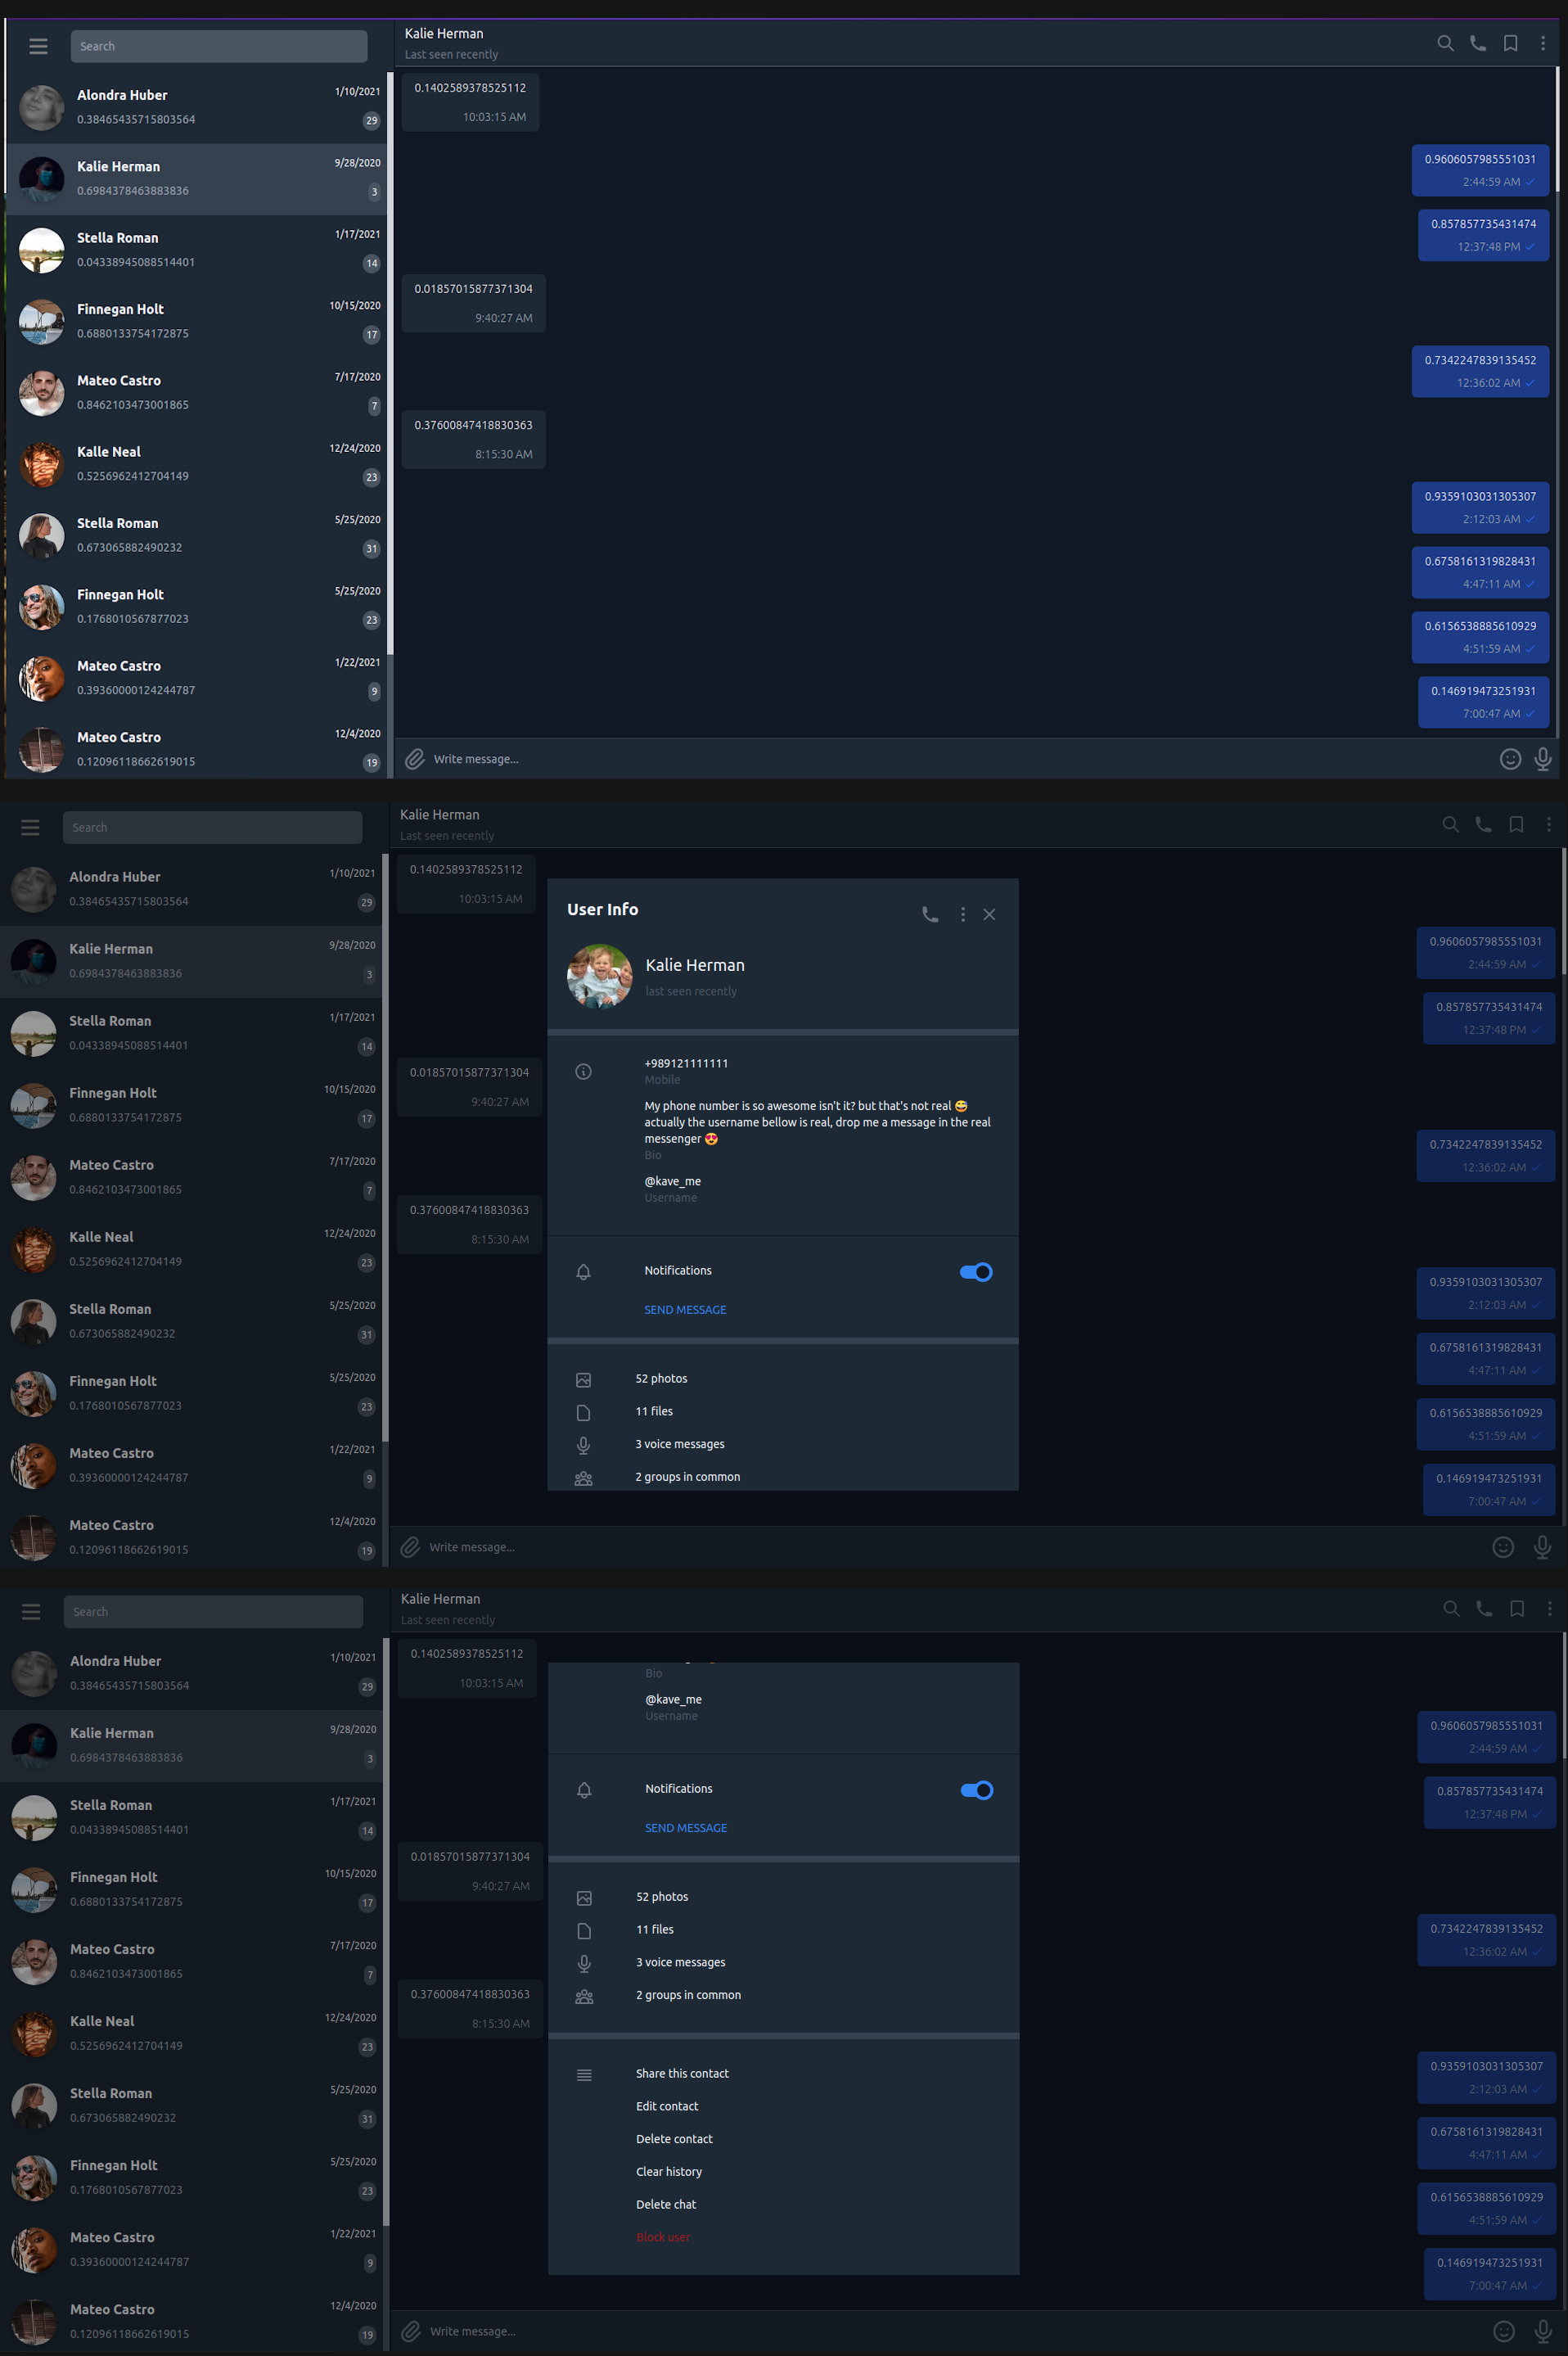 Search
Alondra Huber
1/10/2021
0.38465435715803564
29
Kalie Herman
9/28/2020
0.6984378463883836
3
Stella Roman
1/17/2021
0.04338945088514401
14
Finnegan Holt
10/15/2020
0.6880133754172875
17
Mateo Castro
7/17/2020
0.8462103473001865
7
Kalle Neal
12/24/2020
0.5256962412704149
23
Stella Roman
5/25/2020
0.673065882490232
31
Finnegan Holt
5/25/2020
0.1768010567877023
23
Mateo Castro
1/22/2021
0.39360000124244787
9
Mateo Castro
12/4/2020
0.12096118662619015
19
Kalie Herman
Last seen recently
0.1402589378525112
10:03:15 AM
0.9606057985551031
2:44:59 AM
0.857857735431474
12:37:48 PM
0.01857015877371304
9:40:27 AM
0.7342247839135452
12:36:02 AM
0.37600847418830363
8:15:30 AM
0.9359103031305307
2:12:03 AM
0.6758161319828431
4:47:11 AM
0.6156538885610929
4:51:59 AM
0.146919473251931
7:00:47 AM
Write message...
Search
Alondra Huber
1/10/2021
0.38465435715803564
29
Kalie Herman
9/28/2020
0.6984378463883836
3
Stella Roman
1/17/2021
0.04338945088514401
14
Finnegan Holt
10/15/2020
0.6880133754172875
17
Mateo Castro
7/17/2020
0.8462103473001865
7
Kalle Neal
12/24/2020
0.5256962412704149
23
Stella Roman
5/25/2020
0.673065882490232
31
Finnegan Holt
5/25/2020
0.1768010567877023
23
Mateo Castro
1/22/2021
0.39360000124244787
9
Mateo Castro
12/4/2020
0.12096118662619015
19
Kalie Herman
Last seen recently
0.1402589378525112
10:03:15 AM
0.9606057985551031
2:44:59 AM
0.857857735431474
12:37:48 PM
0.01857015877371304
9:40:27 AM
0.7342247839135452
12:36:02 AM
0.37600847418830363
8:15:30 AM
0.9359103031305307
2:12:03 AM
0.6758161319828431
4:47:11 AM
0.6156538885610929
4:51:59 AM
0.146919473251931
7:00:47 AM
Write message...
User Info
Kalie Herman
last seen recently
+989121111111
Mobile
My phone number is so awesome isn't it? but that's not real 😅
actually the username bellow is real, drop me a message in the real
messenger 😍
Bio
@kave_me
Username
Notifications
SEND MESSAGE
52 photos
11 files
3 voice messages
2 groups in common
Search
Alondra Huber
1/10/2021
0.38465435715803564
29
Kalie Herman
9/28/2020
0.6984378463883836
3
Stella Roman
1/17/2021
0.04338945088514401
14
Finnegan Holt
10/15/2020
0.6880133754172875
17
Mateo Castro
7/17/2020
0.8462103473001865
7
Kalle Neal
12/24/2020
0.5256962412704149
23
Stella Roman
5/25/2020
0.673065882490232
31
Finnegan Holt
5/25/2020
0.1768010567877023
23
Mateo Castro
1/22/2021
0.39360000124244787
9
Mateo Castro
12/4/2020
0.12096118662619015
19
Kalie Herman
Last seen recently
0.1402589378525112
10:03:15 AM
0.9606057985551031
2:44:59 AM
0.857857735431474
12:37:48 PM
0.01857015877371304
9:40:27 AM
0.7342247839135452
12:36:02 AM
0.37600847418830363
8:15:30 AM
0.9359103031305307
2:12:03 AM
0.6758161319828431
4:47:11 AM
0.6156538885610929
4:51:59 AM
0.146919473251931
7:00:47 AM
Write message...
Bio
@kave_me
Username
Notifications
SEND MESSAGE
52 photos
11 files
3 voice messages
2 groups in common
Share this contact
Edit contact
Delete contact
Clear history
Delete chat
Block user